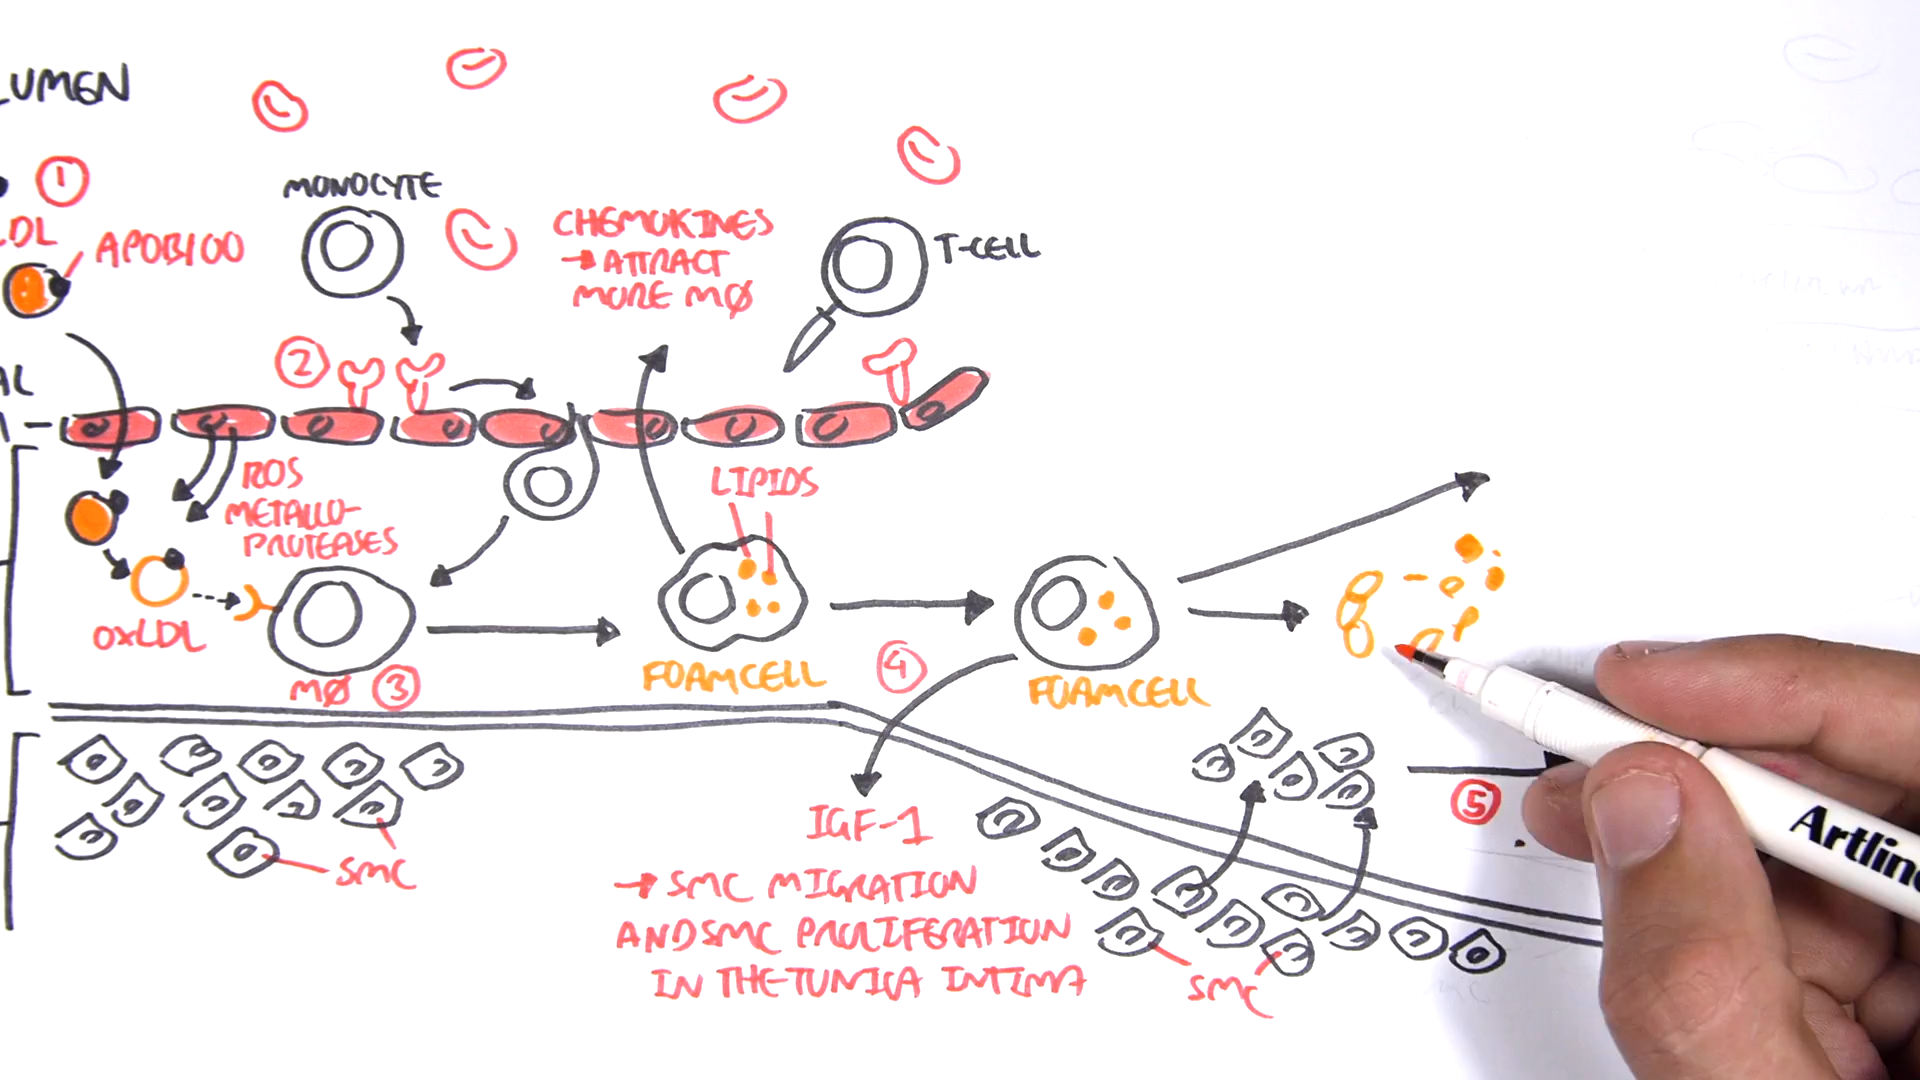 LUMEN
1
LDL
APOB100
MONOCYTE
CHEMOKINES
→ ATTRACT
MORE MØ
T-CELL
2
AL
ROS
METALLO-
PROTEASES
LIPIDS
OXLDL
MØ 3
FOAMCELL
4
FOAMCELL
5
SMC
IGF-1
→ SMC MIGRATION
AND SMC PROLIFERATION
IN THE TUNICA INTIMA
SMC
Artline